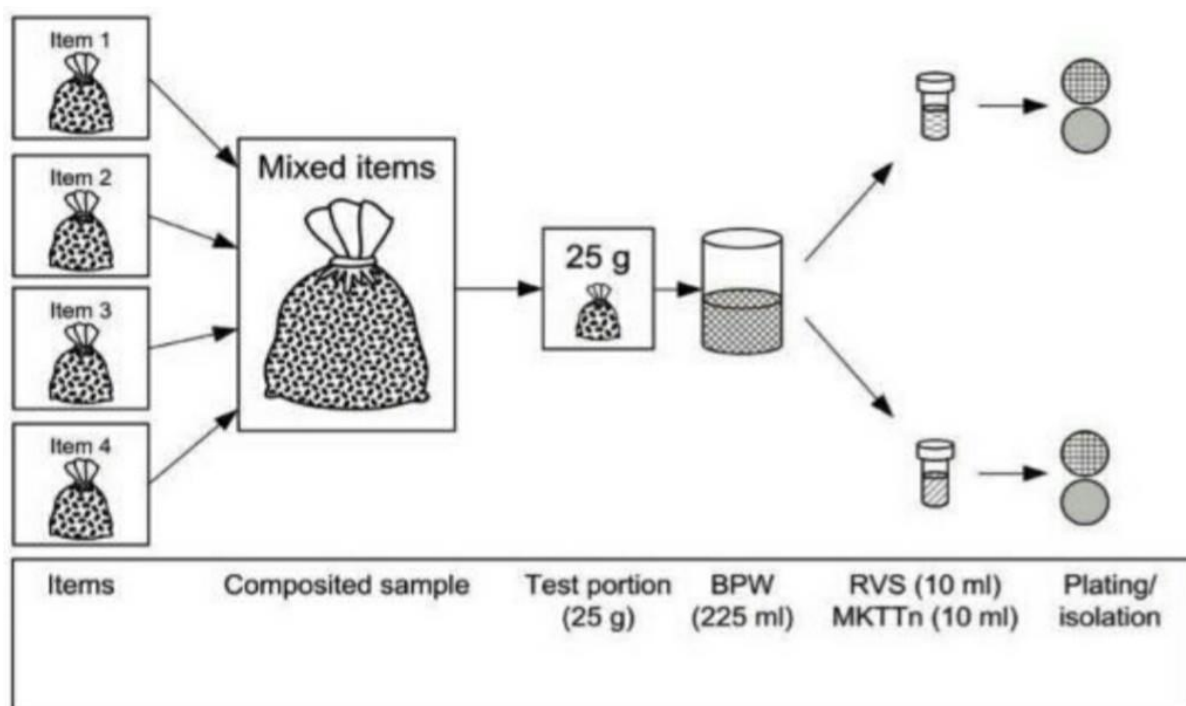 Item 1
Item 2
Item 3
Item 4
Mixed items
25 g
Items
Composited sample
Test portion
(25 g)
BPW
(225 ml)
RVS (10 ml)
MKTTn (10 ml)
Plating/
isolation